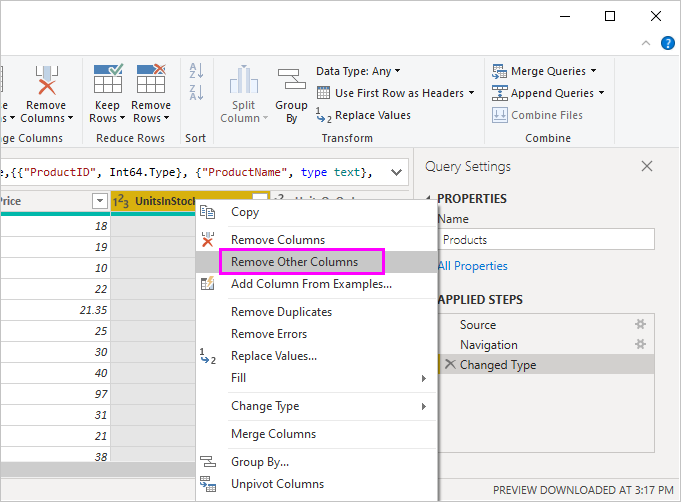 Remove Columns
Keep Rows
Remove Rows
Split Column
Group By
Data Type: Any
Use First Row as Headers
1 2 Replace Values
Merge Queries
Append Queries
Combine Files
Columns
Reduce Rows
Sort
Transform
Combine
{{"ProductID", Int64.Type}, {"ProductName", type text},
Query Settings
PROPERTIES
Name
Products
All Properties
APPLIED STEPS
Source
Navigation
Changed Type
Price
123 UnitsInStock
18
19
10
22
21.35
25
30
40
97
31
21
38
Copy
Remove Columns
Remove Other Columns
Add Column From Examples...
Remove Duplicates
Remove Errors
Replace Values...
Fill
Change Type
Merge Columns
Group By...
Unpivot Columns
PREVIEW DOWNLOADED AT 3:17 PM